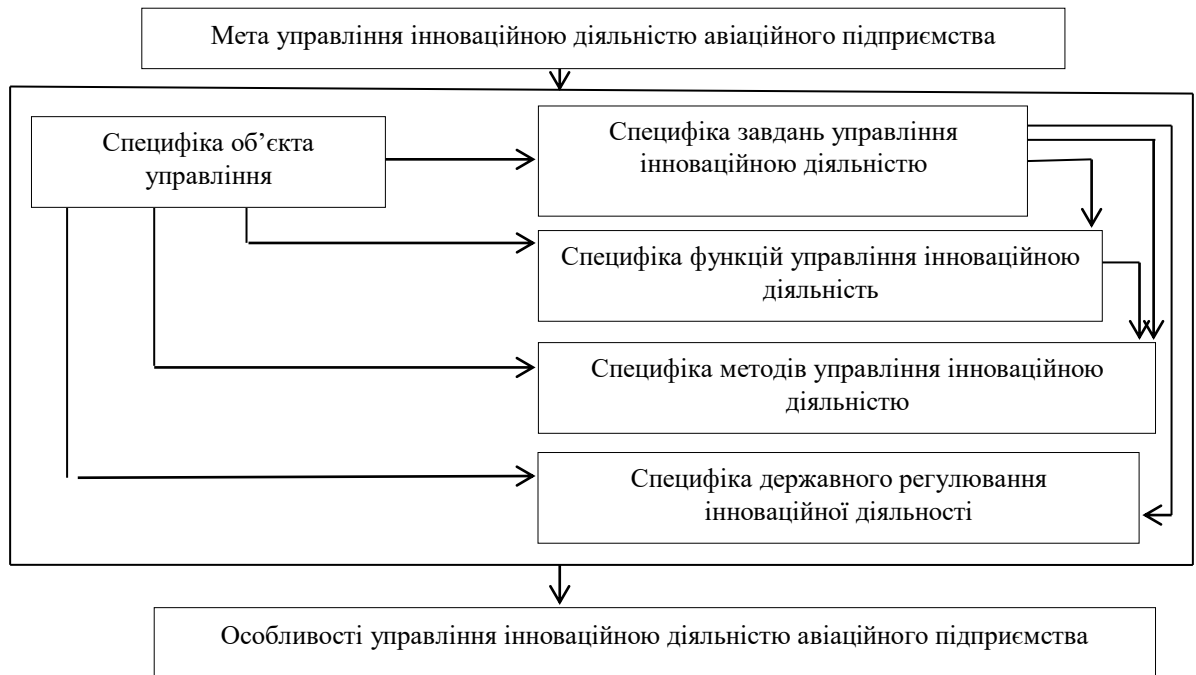 Мета управління інноваційною діяльністю авіаційного підприємства
Специфіка об’єкта
управління
Специфіка завдань управління
інноваційною діяльністю
Специфіка функцій управління інноваційною
діяльність
Специфіка методів управління інноваційною
діяльністю
Специфіка державного регулювання
інноваційної діяльності
Особливості управління інноваційною діяльністю авіаційного підприємства